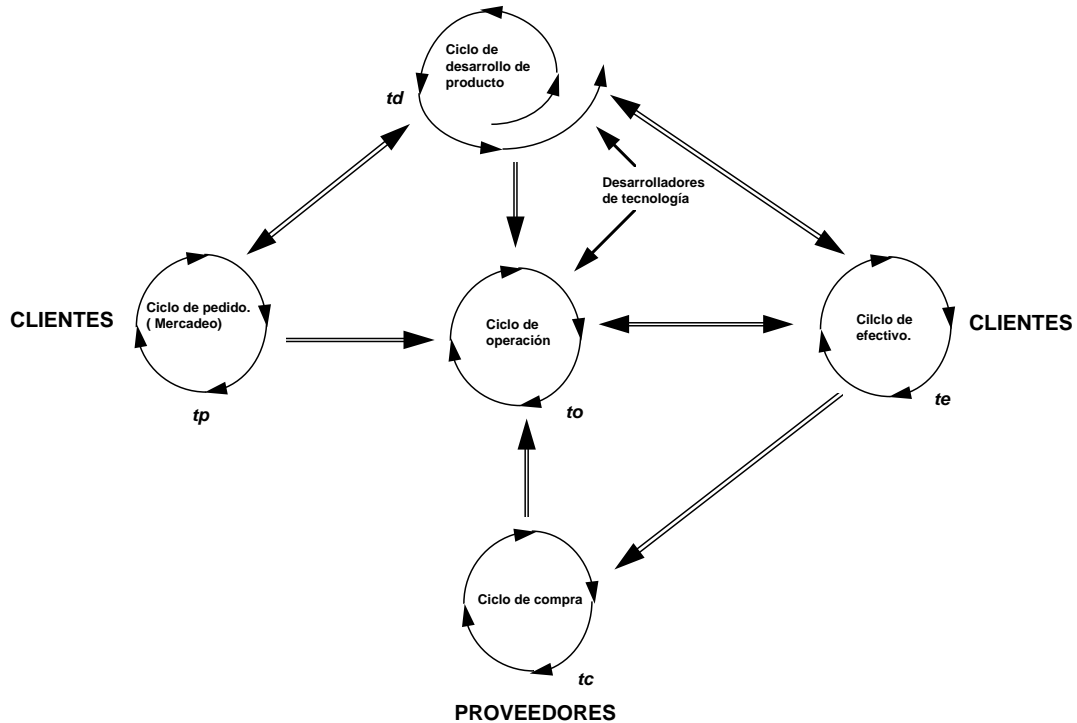 Ciclo de
desarrollo de
producto
td
Desarrolladores
de tecnología
CLIENTES
Ciclo de pedido.
( Mercadeo)
tp
Ciclo de
operación
to
Cilclo de
efectivo.
te
CLIENTES
Ciclo de compra
tc
PROVEEDORES